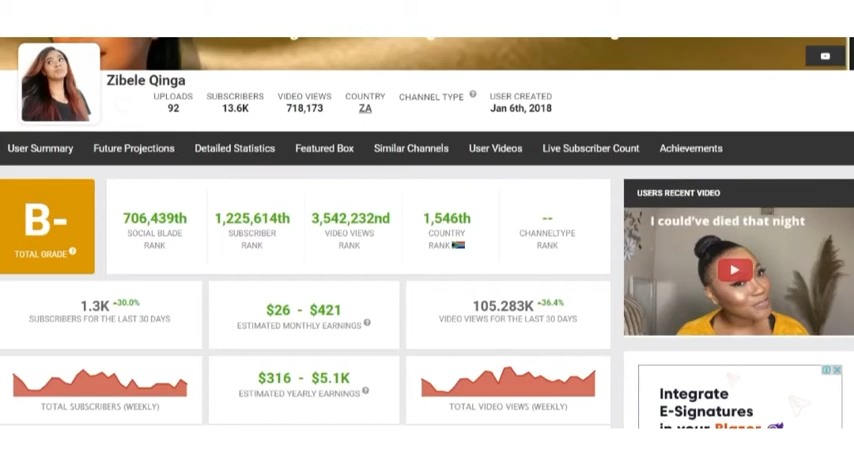 Zibele Qinga
UPLOADS SUBSCRIBERS VIDEO VIEWS COUNTRY CHANNEL TYPE ? USER CREATED
92 13.6K 718,173 ZA Jan 6th, 2018
User Summary Future Projections Detailed Statistics Featured Box Similar Channels User Videos Live Subscriber Count Achievements
B-
TOTAL GRADE ?
706,439th
SOCIAL BLADE
RANK
1,225,614th
SUBSCRIBER
RANK
3,542,232nd
VIDEO VIEWS
RANK
1,546th
COUNTRY
RANK
--
CHANNELTYPE
RANK
USERS RECENT VIDEO
I could've died that night
1.3K +30.0%
SUBSCRIBERS FOR THE LAST 30 DAYS
$26 - $421
ESTIMATED MONTHLY EARNINGS ?
105.283K +36.4%
VIDEO VIEWS FOR THE LAST 30 DAYS
TOTAL SUBSCRIBERS (WEEKLY)
$316 - $5.1K
ESTIMATED YEARLY EARNINGS ?
TOTAL VIDEO VIEWS (WEEKLY)
Integrate
E-Signatures
in your